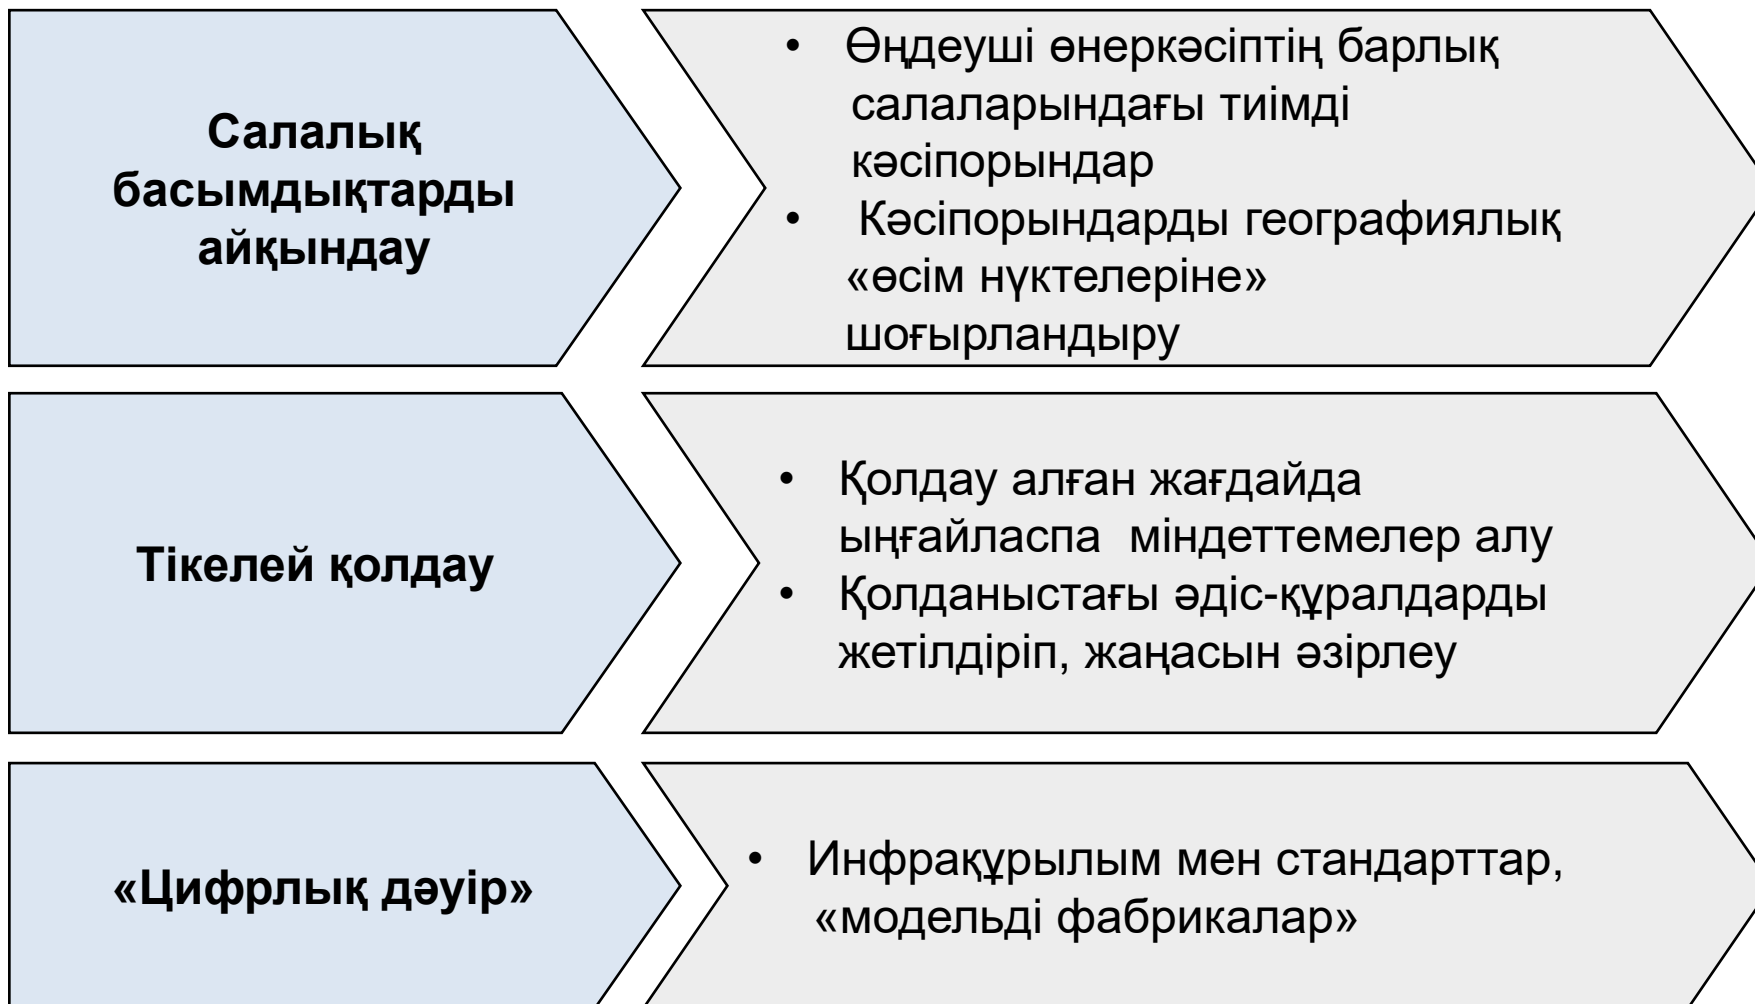 Салалық
басымдықтарды
айқындау
• Өңдеуші өнеркәсіптің барлық
салаларындағы тиімді
кәсіпорындар
• Кәсіпорындарды географиялық
«өсім нүктелеріне»
шоғырландыру
Тікелей қолдау
• Қолдау алған жағдайда
ыңғайласпа міндеттемелер алу
• Қолданыстағы әдіс-құралдарды
жетілдіріп, жаңасын әзірлеу
«Цифрлық дәуір»
• Инфрақұрылым мен стандарттар,
«модельді фабрикалар»